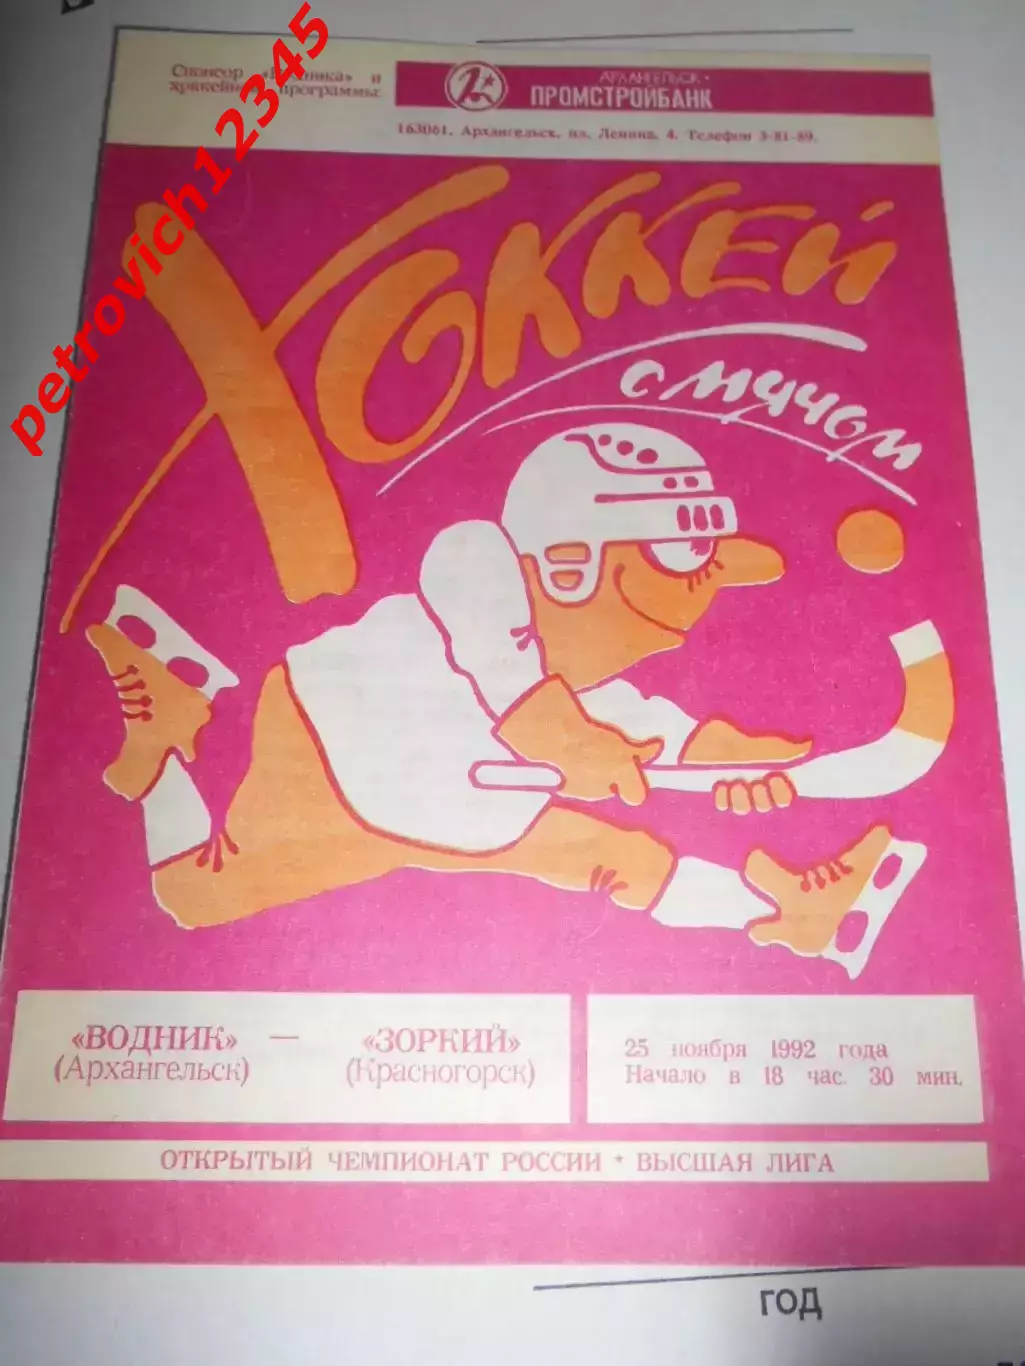 petrovich12345
Спонсор «Водника» и
хоккейной программы:
АРХАНГЕЛЬСК •
ПРОМСТРОЙБАНК
163061, Архангельск, пл. Ленина, 4. Телефон 3-81-89.
ХОККЕЙ
С МЯЧОМ
«ВОДНИК» — «ЗОРКИЙ»
(Архангельск) (Красногорск)
25 ноября 1992 года
Начало в 18 час. 30 мин.
ОТКРЫТЫЙ ЧЕМПИОНАТ РОССИИ • ВЫСШАЯ ЛИГА
ГОД